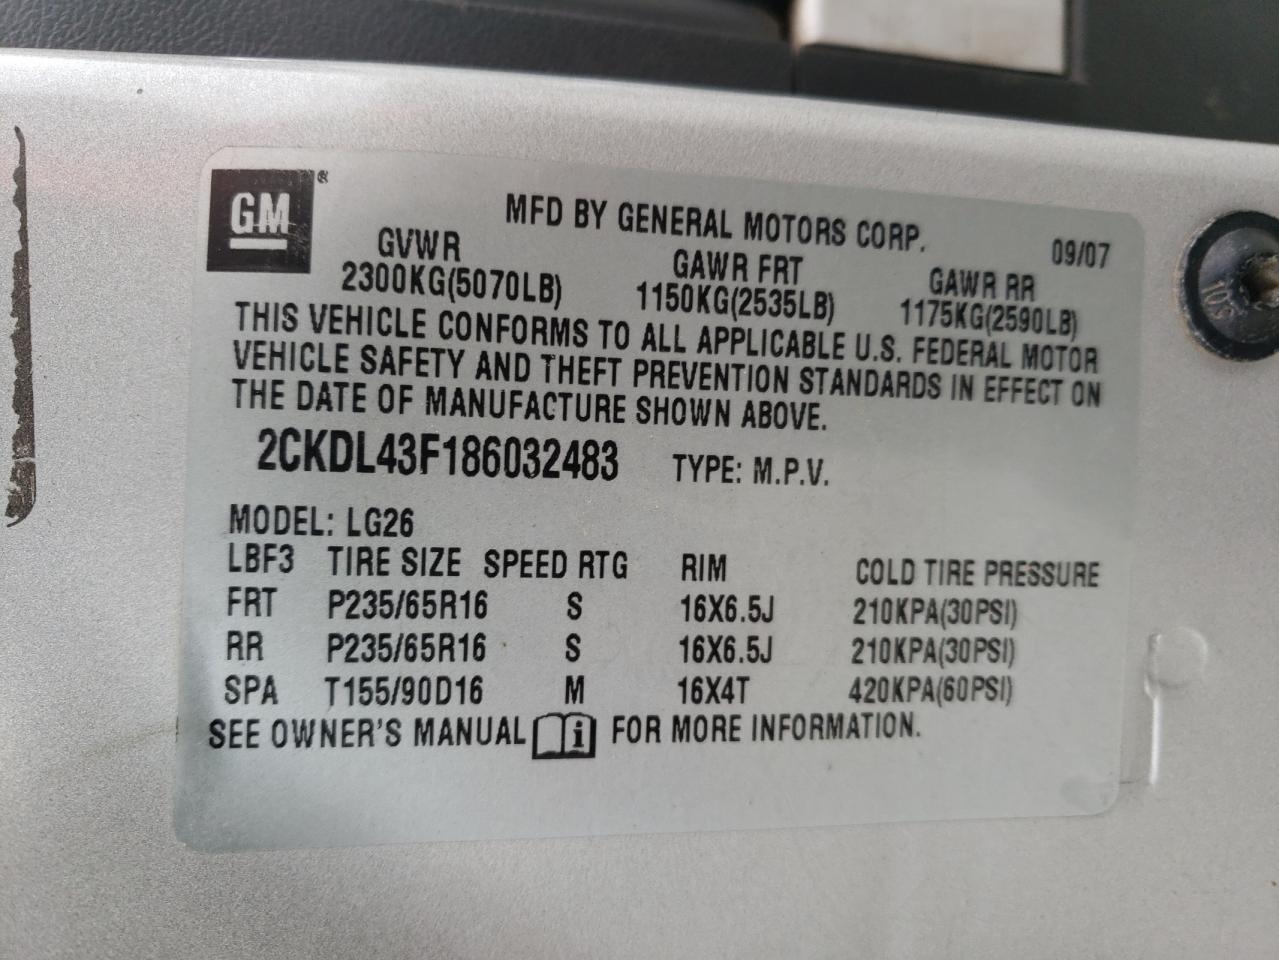 GM®
MFD BY GENERAL MOTORS CORP.
09/07
GVWR GAWR FRT GAWR RR
2300KG(5070LB) 1150KG(2535LB) 1175KG(2590LB)
THIS VEHICLE CONFORMS TO ALL APPLICABLE U.S. FEDERAL MOTOR
VEHICLE SAFETY AND THEFT PREVENTION STANDARDS IN EFFECT ON
THE DATE OF MANUFACTURE SHOWN ABOVE.
2CKDL43F186032483 TYPE: M.P.V.
MODEL: LG26
LBF3 TIRE SIZE SPEED RTG RIM COLD TIRE PRESSURE
FRT P235/65R16 S 16X6.5J 210KPA(30PSI)
RR P235/65R16 S 16X6.5J 210KPA(30PSI)
SPA T155/90D16 M 16X4T 420KPA(60PSI)
SEE OWNER'S MANUAL i FOR MORE INFORMATION.